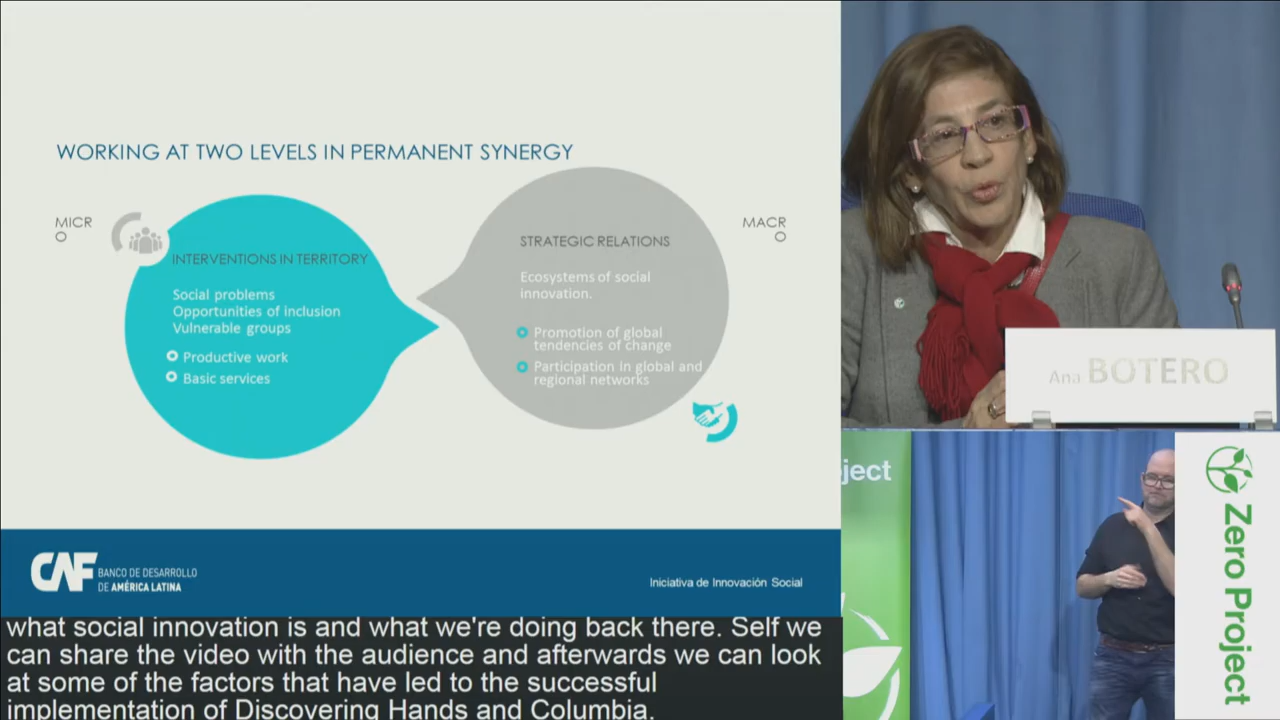 WORKING AT TWO LEVELS IN PERMANENT SYNERGY
MICR
O
INTERVENTIONS IN TERRITORY
Social problems
Opportunities of inclusion
Vulnerable groups
Productive work
Basic services
STRATEGIC RELATIONS
Ecosystems of social
innovation.
Promotion of global
tendencies of change
Participation in global and
regional networks
MACR
O
CAF BANCO DE DESARROLLO
DE AMÉRICA LATINA
Iniciativa de Innovación Social
what social innovation is and what we're doing back there. Self we
can share the video with the audience and afterwards we can look
at some of the factors that have led to the successful
implementation of Discovering Hands and Columbia.
Ana BOTERO
ject
Zero Project